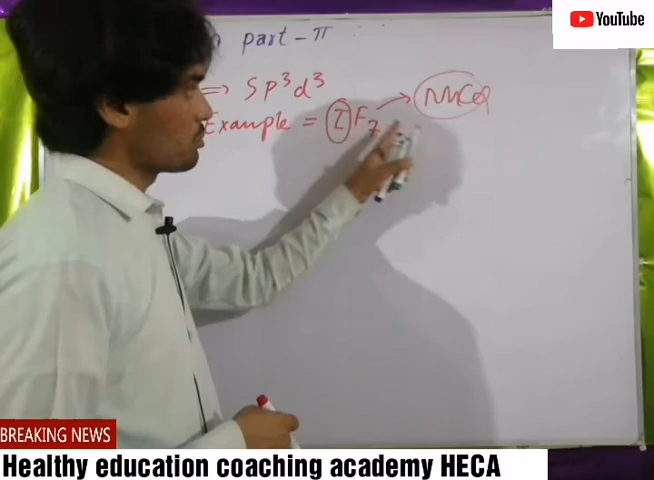 YouTube
part - II
⇒ Sp³d³
Example = IF₇ → MCQ
BREAKING NEWS
Healthy education coaching academy HECA